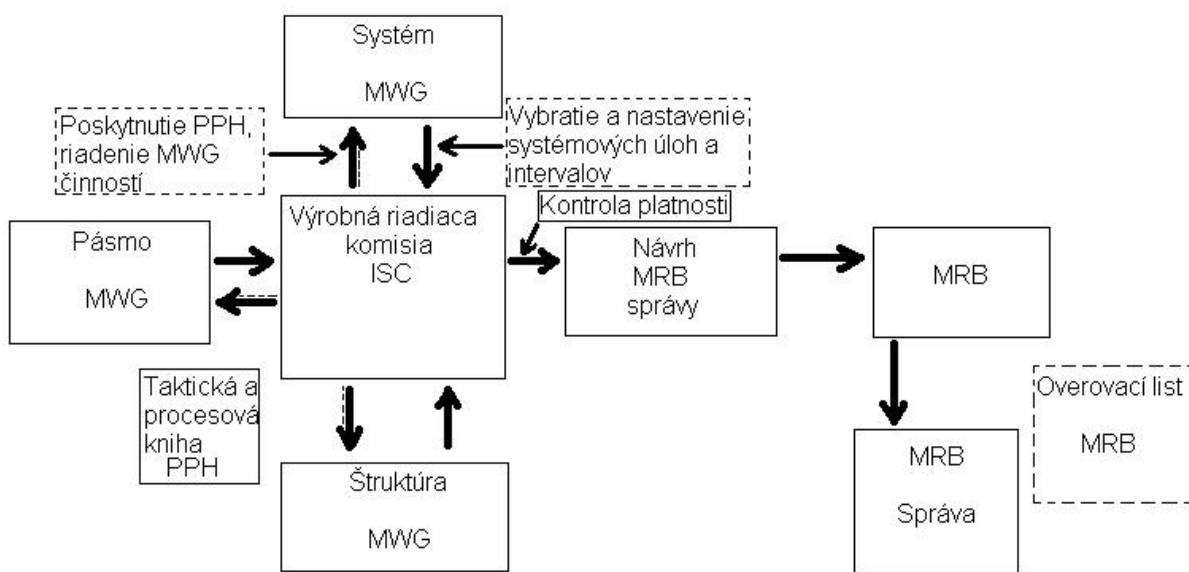 Systém
MWG
Poskytnutie PPH,
riadenie MWG
činností
Vybratie a nastavenie
systémových úloh a
intervalov
Kontrola platnosti
Pásmo
MWG
Výrobná riadiaca
komisia
ISC
Návrh
MRB
správy
MRB
Taktická a
procesová
kniha
PPH
Štruktúra
MWG
MRB
Správa
Overovací list
MRB